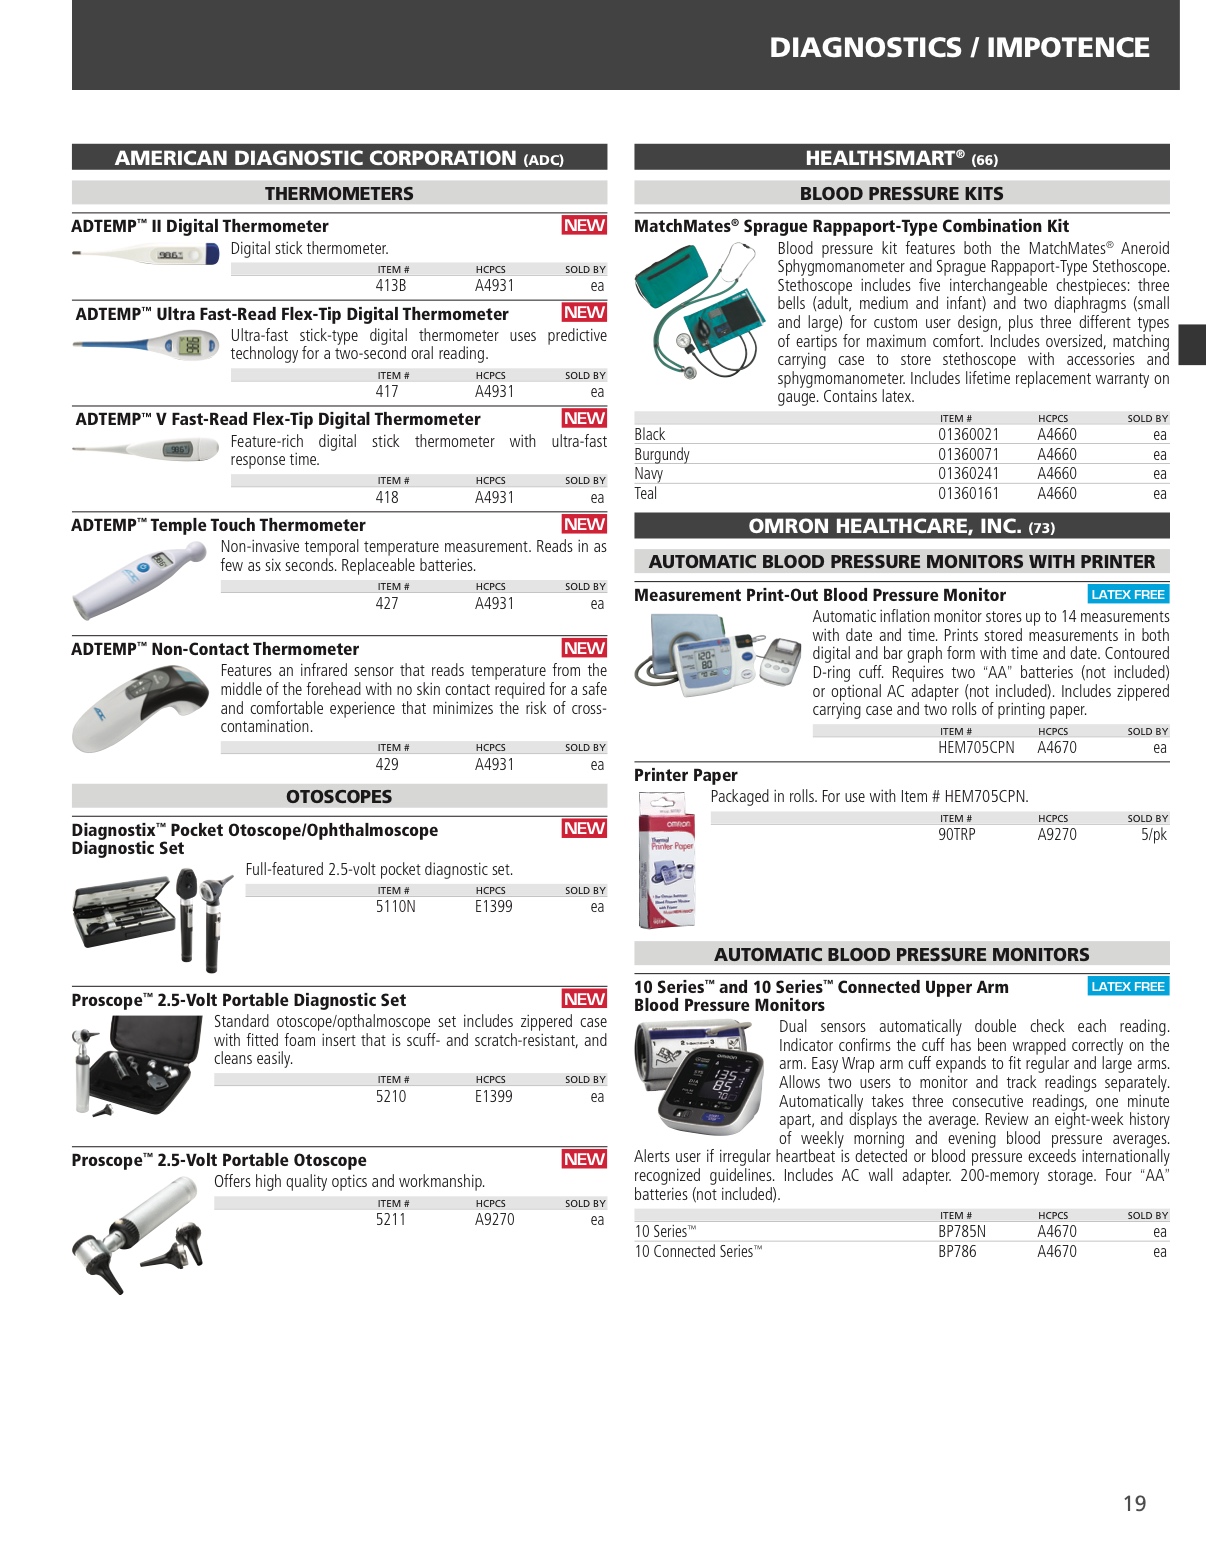 DIAGNOSTICS / IMPOTENCE
AMERICAN DIAGNOSTIC CORPORATION (ADC)
THERMOMETERS
ADTEMP™ II Digital Thermometer NEW
Digital stick thermometer.
ITEM # HCPCS SOLD BY
413B A4931 ea
ADTEMP™ Ultra Fast-Read Flex-Tip Digital Thermometer NEW
Ultra-fast stick-type digital thermometer uses predictive
technology for a two-second oral reading.
ITEM # HCPCS SOLD BY
417 A4931 ea
ADTEMP™ V Fast-Read Flex-Tip Digital Thermometer NEW
Feature-rich digital stick thermometer with ultra-fast
response time.
ITEM # HCPCS SOLD BY
418 A4931 ea
ADTEMP™ Temple Touch Thermometer NEW
Non-invasive temporal temperature measurement. Reads in as
few as six seconds. Replaceable batteries.
ITEM # HCPCS SOLD BY
427 A4931 ea
ADTEMP™ Non-Contact Thermometer NEW
Features an infrared sensor that reads temperature from the
middle of the forehead with no skin contact required for a safe
and comfortable experience that minimizes the risk of cross-
contamination.
ITEM # HCPCS SOLD BY
429 A4931 ea
OTOSCOPES
Diagnostix™ Pocket Otoscope/Ophthalmoscope NEW
Diagnostic Set
Full-featured 2.5-volt pocket diagnostic set.
ITEM # HCPCS SOLD BY
5110N E1399 ea
Proscope™ 2.5-Volt Portable Diagnostic Set NEW
Standard otoscope/opthalmoscope set includes zippered case
with fitted foam insert that is scuff- and scratch-resistant, and
cleans easily.
ITEM # HCPCS SOLD BY
5210 E1399 ea
Proscope™ 2.5-Volt Portable Otoscope NEW
Offers high quality optics and workmanship.
ITEM # HCPCS SOLD BY
5211 A9270 ea
HEALTHSMART® (66)
BLOOD PRESSURE KITS
MatchMates® Sprague Rappaport-Type Combination Kit
Blood pressure kit features both the MatchMates® Aneroid
Sphygmomanometer and Sprague Rappaport-Type Stethoscope.
Stethoscope includes five interchangeable chestpieces: three
bells (adult, medium and infant) and two diaphragms (small
and large) for custom user design, plus three different types
of eartips for maximum comfort. Includes oversized, matching
carrying case to store stethoscope with accessories and
sphygmomanometer. Includes lifetime replacement warranty on
gauge. Contains latex.
ITEM # HCPCS SOLD BY
Black 01360021 A4660 ea
Burgundy 01360071 A4660 ea
Navy 01360241 A4660 ea
Teal 01360161 A4660 ea
OMRON HEALTHCARE, INC. (73)
AUTOMATIC BLOOD PRESSURE MONITORS WITH PRINTER
Measurement Print-Out Blood Pressure Monitor LATEX FREE
Automatic inflation monitor stores up to 14 measurements
with date and time. Prints stored measurements in both
digital and bar graph form with time and date. Contoured
D-ring cuff. Requires two “AA” batteries (not included)
or optional AC adapter (not included). Includes zippered
carrying case and two rolls of printing paper.
ITEM # HCPCS SOLD BY
HEM705CPN A4670 ea
Printer Paper
Packaged in rolls. For use with Item # HEM705CPN.
ITEM # HCPCS SOLD BY
90TRP A9270 5/pk
OMRON
Thermal
Printer Paper
AUTOMATIC BLOOD PRESSURE MONITORS
10 Series™ and 10 Series™ Connected Upper Arm LATEX FREE
Blood Pressure Monitors
Dual sensors automatically double check each reading.
Indicator confirms the cuff has been wrapped correctly on the
arm. Easy Wrap arm cuff expands to fit regular and large arms.
Allows two users to monitor and track readings separately.
Automatically takes three consecutive readings, one minute
apart, and displays the average. Review an eight-week history
of weekly morning and evening blood pressure averages.
Alerts user if irregular heartbeat is detected or blood pressure exceeds internationally
recognized guidelines. Includes AC wall adapter. 200-memory storage. Four “AA”
batteries (not included).
ITEM # HCPCS SOLD BY
10 Series™ BP785N A4670 ea
10 Connected Series™ BP786 A4670 ea
19